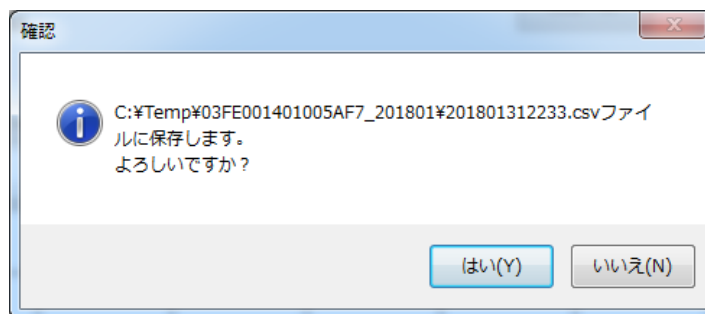 確認
C:¥Temp¥03FE001401005AF7_201801¥201801312233.csvファイ
ルに保存します。
よろしいですか？
はい(Y)
いいえ(N)